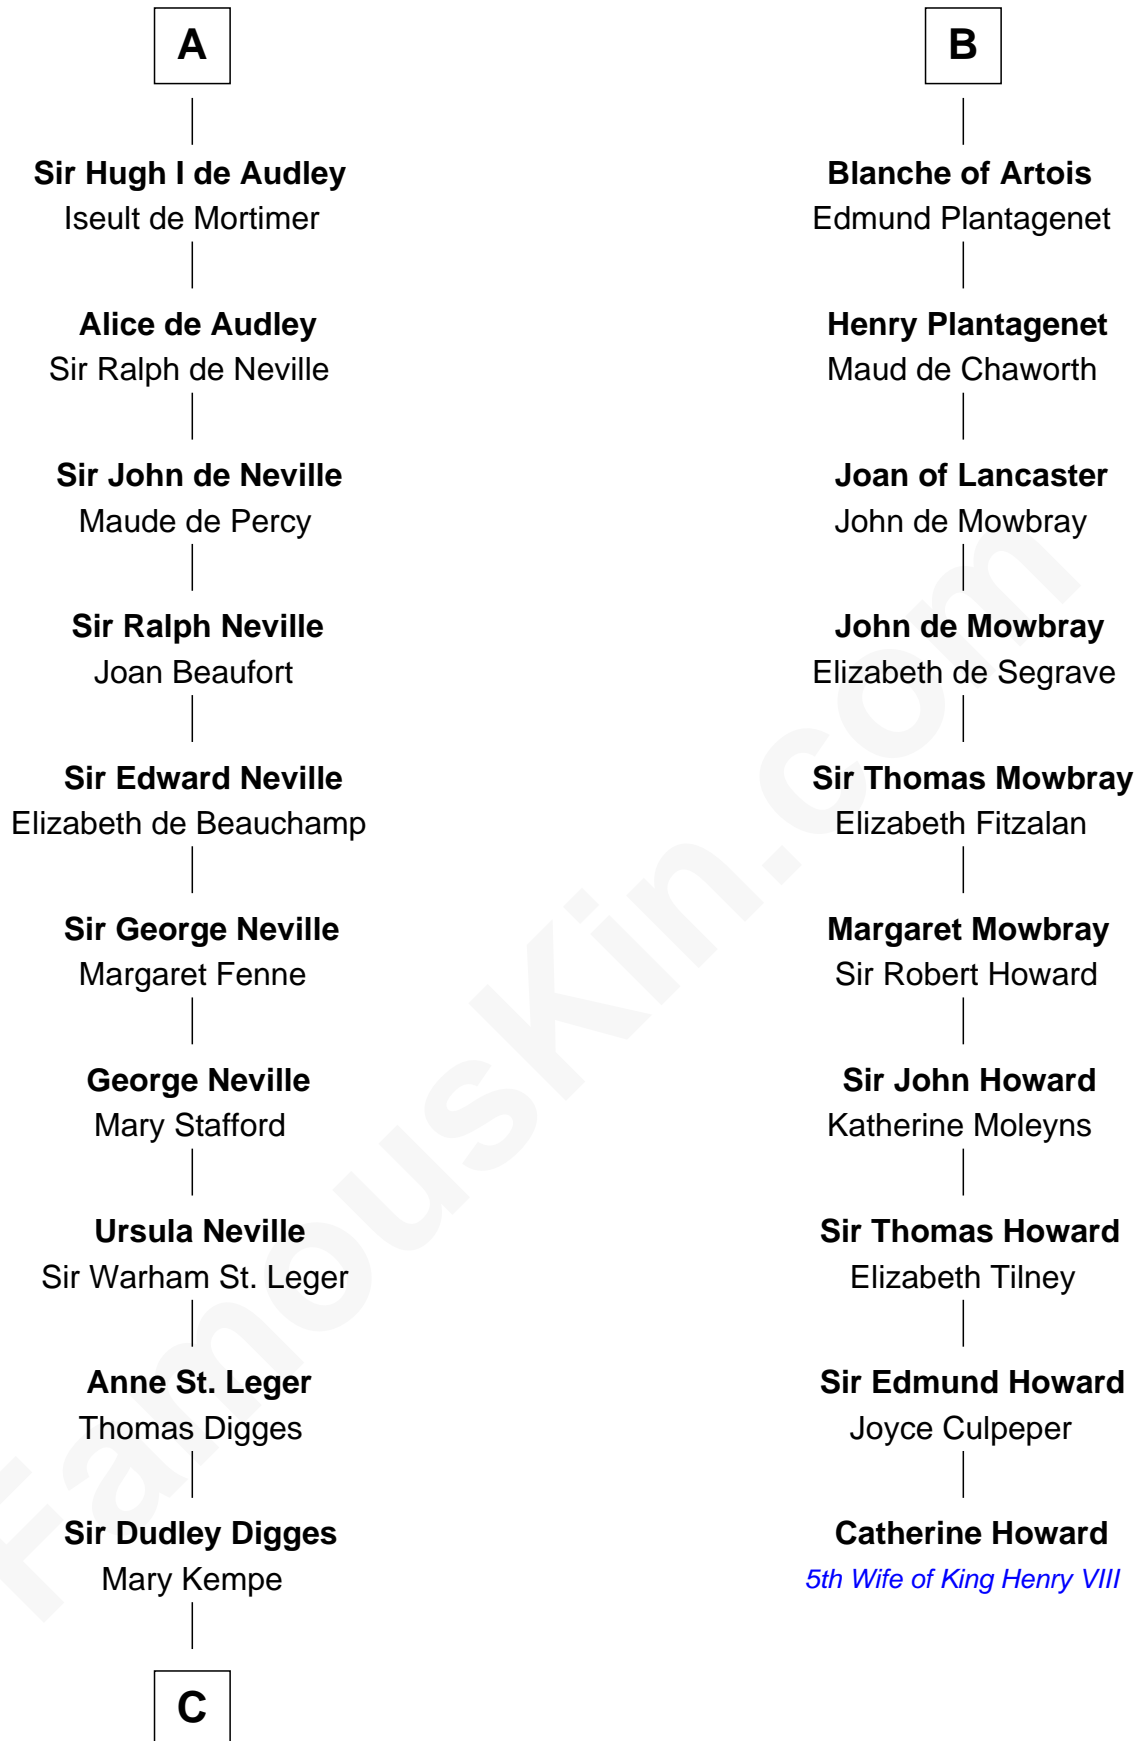 A
Sir Hugh I de Audley
Iseult de Mortimer
Alice de Audley
Sir Ralph de Neville
Sir John de Neville
Maude de Percy
Sir Ralph Neville
Joan Beaufort
Sir Edward Neville
Elizabeth de Beauchamp
Sir George Neville
Margaret Fenne
George Neville
Mary Stafford
Ursula Neville
Sir Warham St. Leger
Anne St. Leger
Thomas Digges
Sir Dudley Digges
Mary Kempe
C
B
Blanche of Artois
Edmund Plantagenet
Henry Plantagenet
Maud de Chaworth
Joan of Lancaster
John de Mowbray
John de Mowbray
Elizabeth de Segrave
Sir Thomas Mowbray
Elizabeth Fitzalan
Margaret Mowbray
Sir Robert Howard
Sir John Howard
Katherine Moleyns
Sir Thomas Howard
Elizabeth Tilney
Sir Edmund Howard
Joyce Culpeper
Catherine Howard
5th Wife of King Henry VIII
FamousKin.com